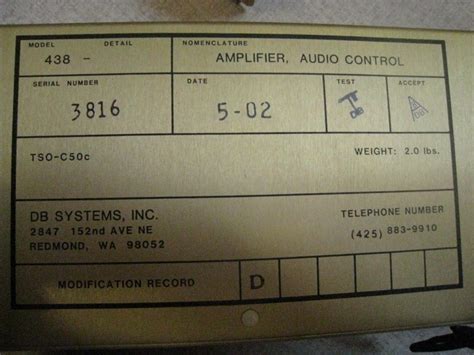 MODEL DETAIL NOMENCLATURE
438 - AMPLIFIER, AUDIO CONTROL
SERIAL NUMBER DATE TEST ACCEPT
3816 5-02 DB DB
TSO-C50c WEIGHT: 2.0 lbs.
DB SYSTEMS, INC. TELEPHONE NUMBER
2847 152nd AVE NE (425) 883-9910
REDMOND, WA 98052
MODIFICATION RECORD D